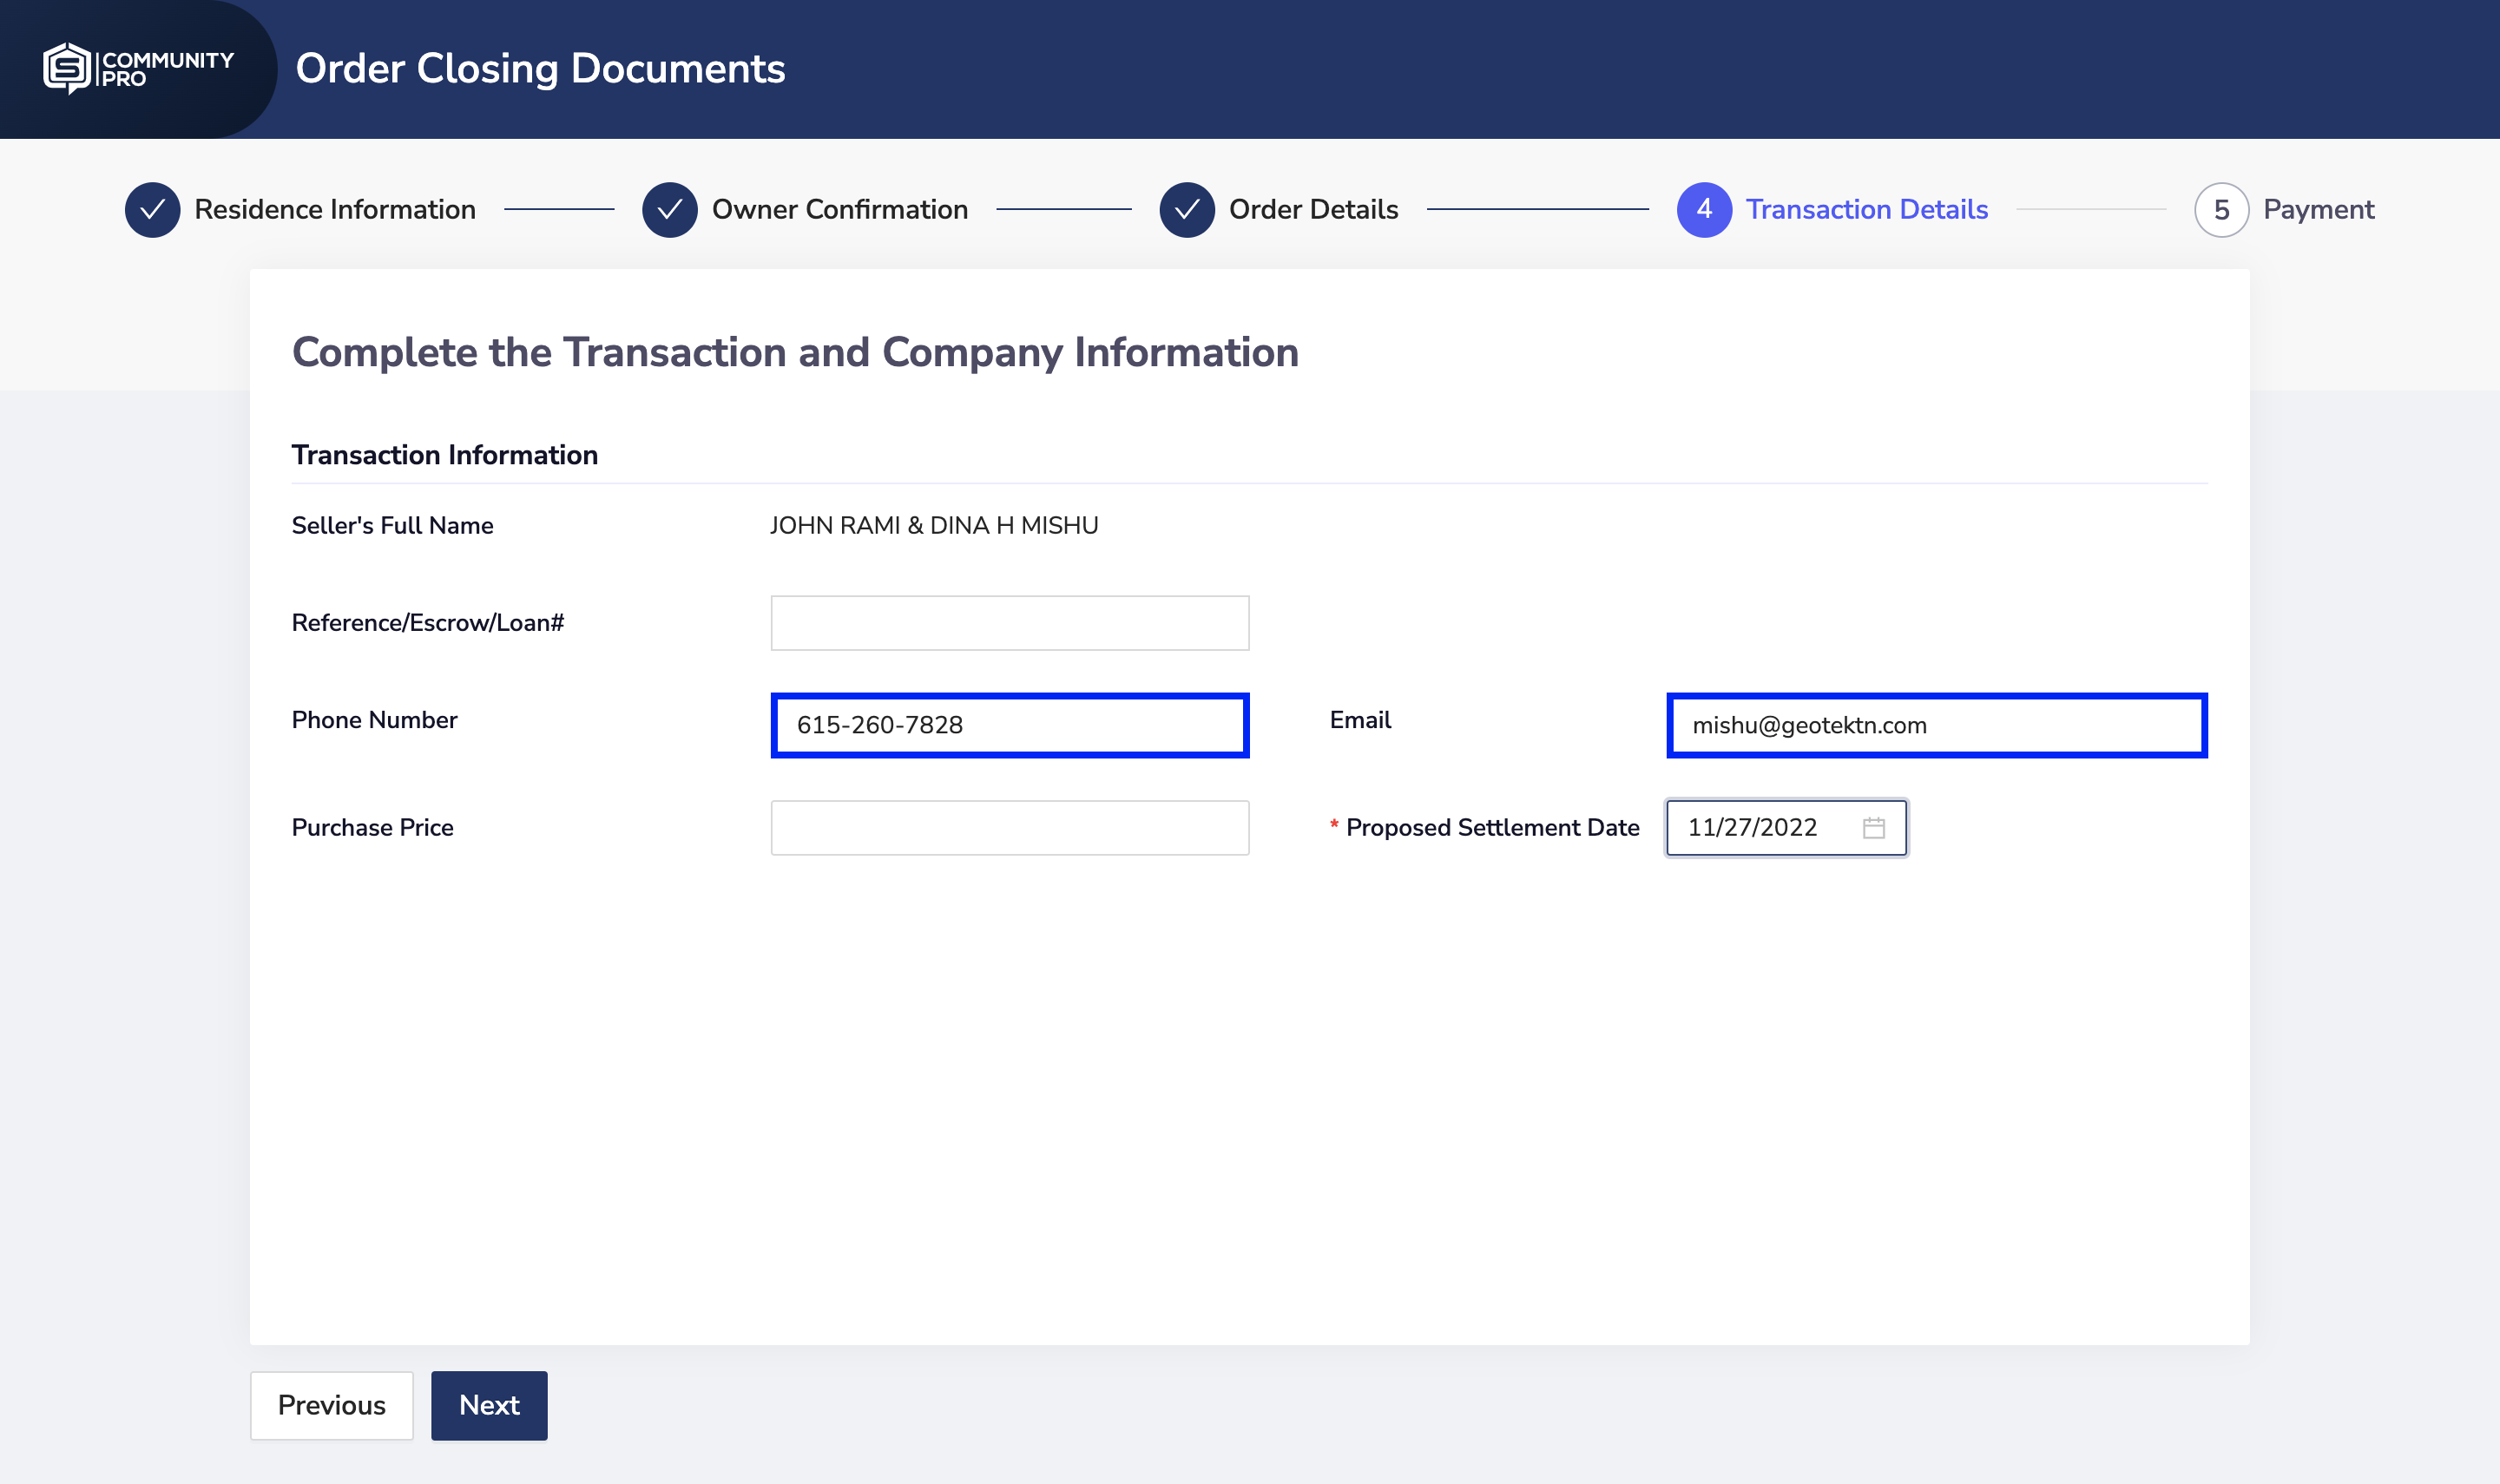 COMMUNITY
PRO
Order Closing Documents
Residence Information
Owner Confirmation
Order Details
4 Transaction Details
5 Payment
Complete the Transaction and Company Information
Transaction Information
Seller's Full Name JOHN RAMI & DINA H MISHU
Reference/Escrow/Loan#
Phone Number 615-260-7828 Email mishu@geotektn.com
Purchase Price * Proposed Settlement Date 11/27/2022
Previous Next